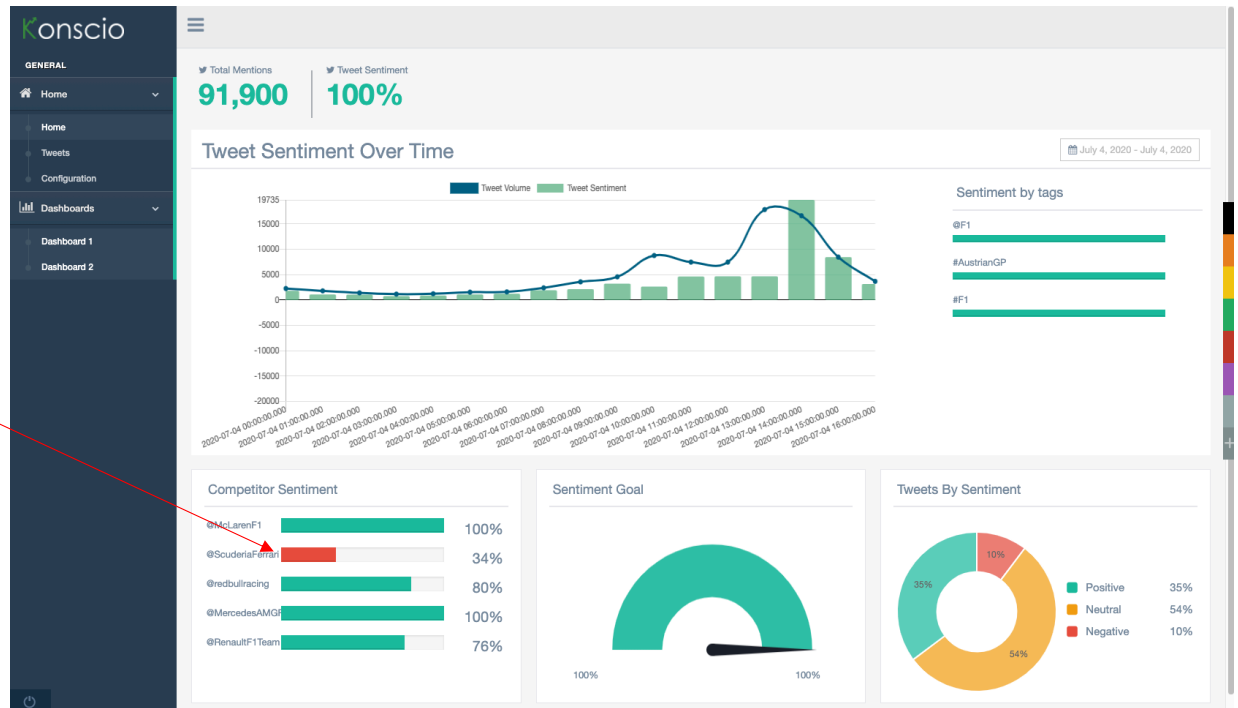 Konscio
GENERAL
Home
Home
Tweets
Configuration
Dashboards
Dashboard 1
Dashboard 2
Total Mentions
91,900
Tweet Sentiment
100%
Tweet Sentiment Over Time
July 4, 2020 - July 4, 2020
Tweet Volume
Tweet Sentiment
19735
15000
10000
5000
0
-5000
-10000
-15000
-20000
2020-07-04 00:00:00.000
2020-07-04 01:00:00.000
2020-07-04 02:00:00.000
2020-07-04 03:00:00.000
2020-07-04 04:00:00.000
2020-07-04 05:00:00.000
2020-07-04 06:00:00.000
2020-07-04 07:00:00.000
2020-07-04 08:00:00.000
2020-07-04 09:00:00.000
2020-07-04 10:00:00.000
2020-07-04 11:00:00.000
2020-07-04 12:00:00.000
2020-07-04 13:00:00.000
2020-07-04 14:00:00.000
2020-07-04 15:00:00.000
2020-07-04 16:00:00.000
Sentiment by tags
@F1
#AustrianGP
#F1
Competitor Sentiment
@McLarenF1 100%
@ScuderiaFerrari 34%
@redbullracing 80%
@MercedesAMGF 100%
@RenaultF1Team 76%
Sentiment Goal
100% 100%
Tweets By Sentiment
10%
35%
54%
Positive 35%
Neutral 54%
Negative 10%
+